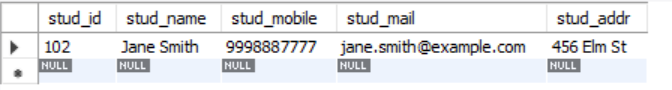 stud_id stud_name stud_mobile stud_mail stud_addr
102 Jane Smith 9998887777 jane.smith@example.com 456 Elm St
NULL NULL NULL NULL NULL